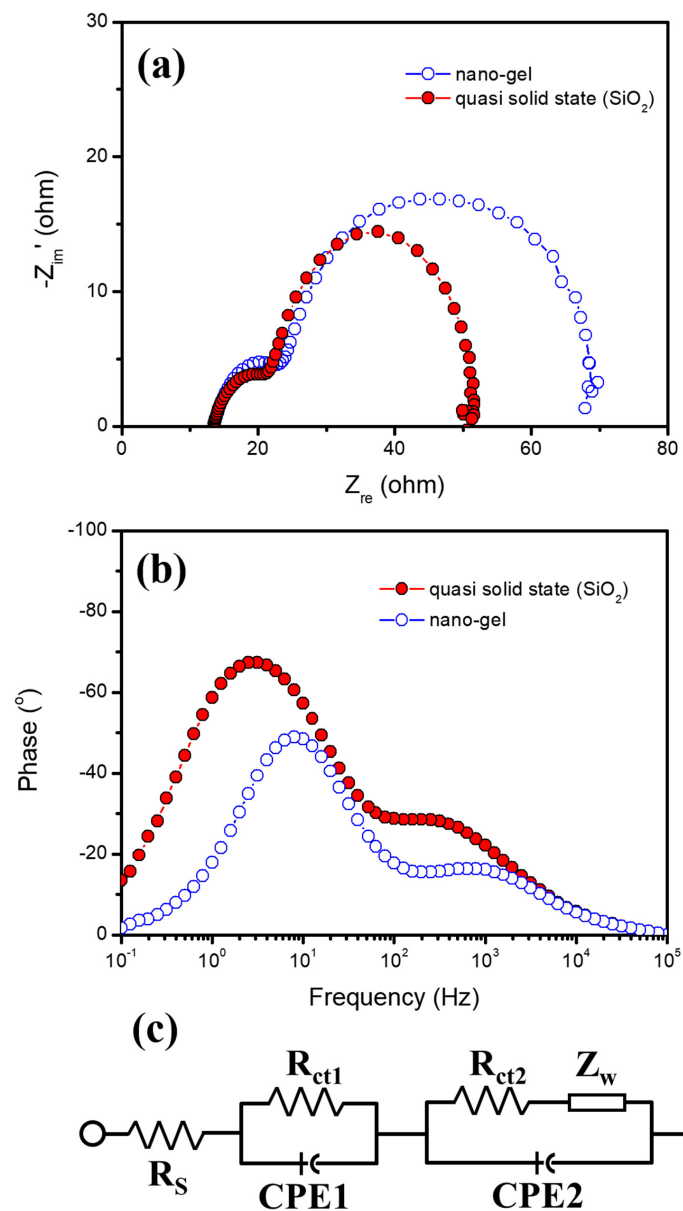 (a)
nano-gel
quasi solid state (SiO2)
30
20
10
0
-Zim' (ohm)
0 20 40 60 80
Zre (ohm)
(b)
quasi solid state (SiO2)
nano-gel
-100
-80
-60
-40
-20
0
Phase (°)
10-1 100 101 102 103 104 105
Frequency (Hz)
(c)
Rct1 Rct2 Zw
RS CPE1 CPE2